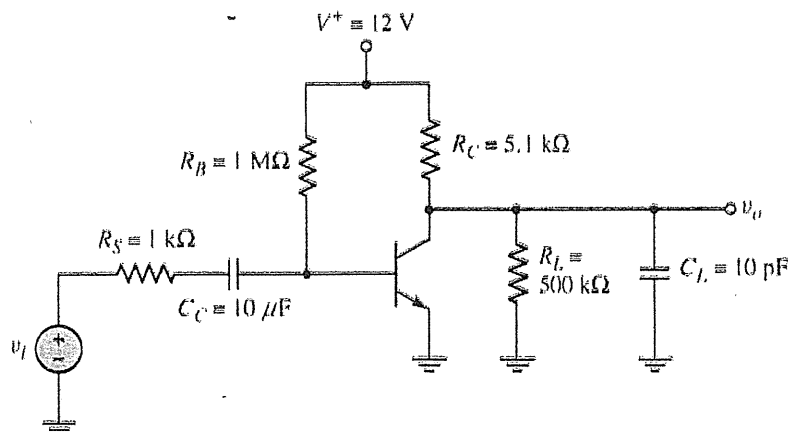 V⁺ = 12 V
R_B = 1 MΩ
R_C = 5.1 kΩ
v_o
R_S = 1 kΩ
R_L =
500 kΩ
C_L = 10 pF
C_C = 10 μF
v_i
+
−